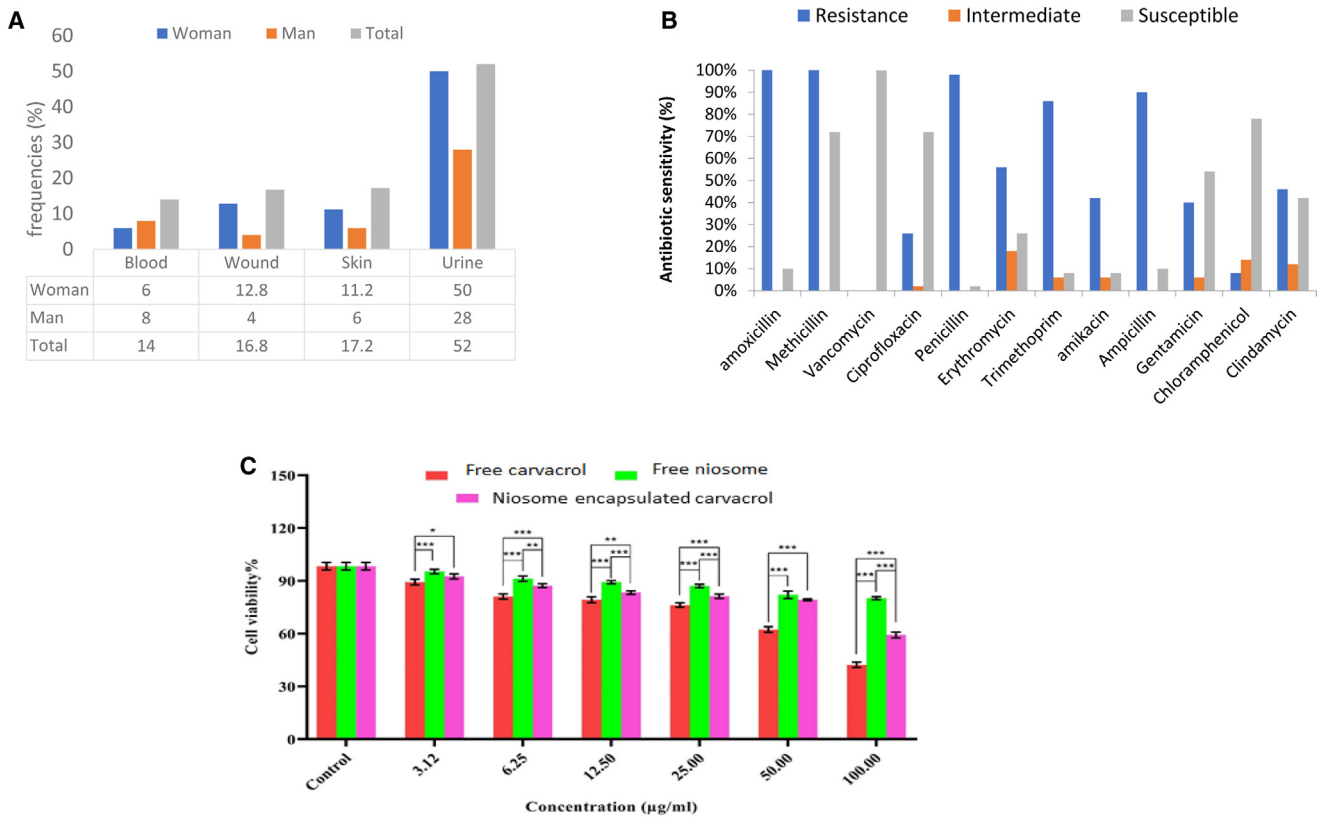 A
Woman Man Total
60
50
40
30
20
10
0
frequencies (%)
Blood Wound Skin Urine
Woman 6 12.8 11.2 50
Man 8 4 6 28
Total 14 16.8 17.2 52
B
Resistance Intermediate Susceptible
100%
90%
80%
70%
60%
50%
40%
30%
20%
10%
0%
Antibiotic sensitivity (%)
amoxicillin
Methicillin
Vancomycin
Ciprofloxacin
Penicillin
Erythromycin
Trimethoprim
amikacin
Ampicillin
Gentamicin
Chloramphenicol
Clindamycin
C
Free carvacrol Free niosome
Niosome encapsulated carvacrol
150
120
90
60
30
0
Cell viability%
*
***
***
*** **
**
*** ***
***
*** ***
***
***
***
*** ***
Control 3.12 6.25 12.50 25.00 50.00 100.00
Concentration (µg/ml)